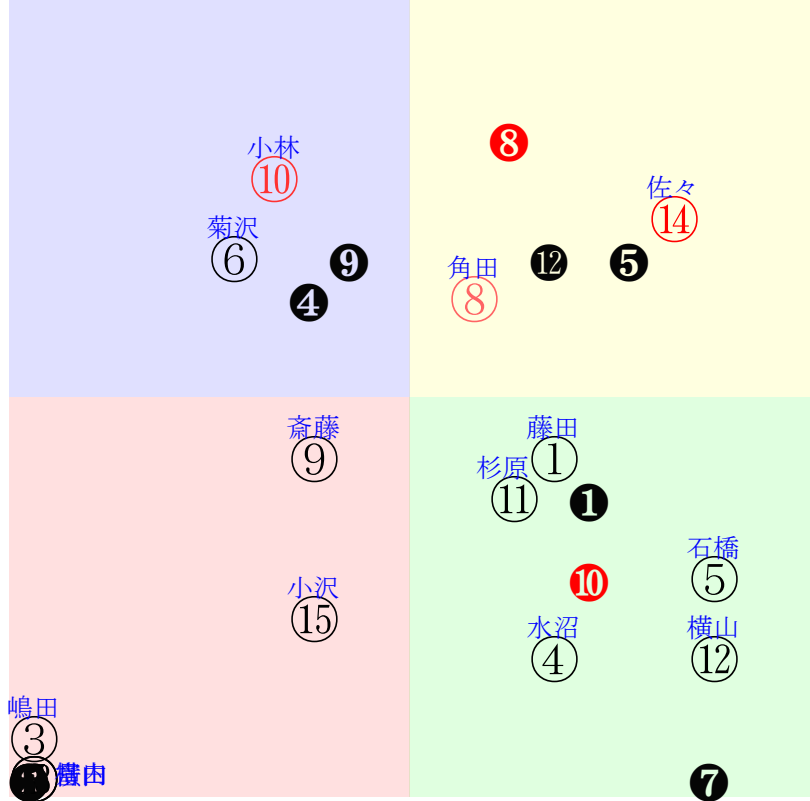 ❽
小林
⑩
佐々
⑭
菊沢
⑥
❾
角田
⑧
⓬
❺
❹
斎藤
⑨
藤田
①
杉原
⑪
❶
石橋
⑤
❿
小沢
⑮
水沼
④
横山
⑫
嶋田
③
❼